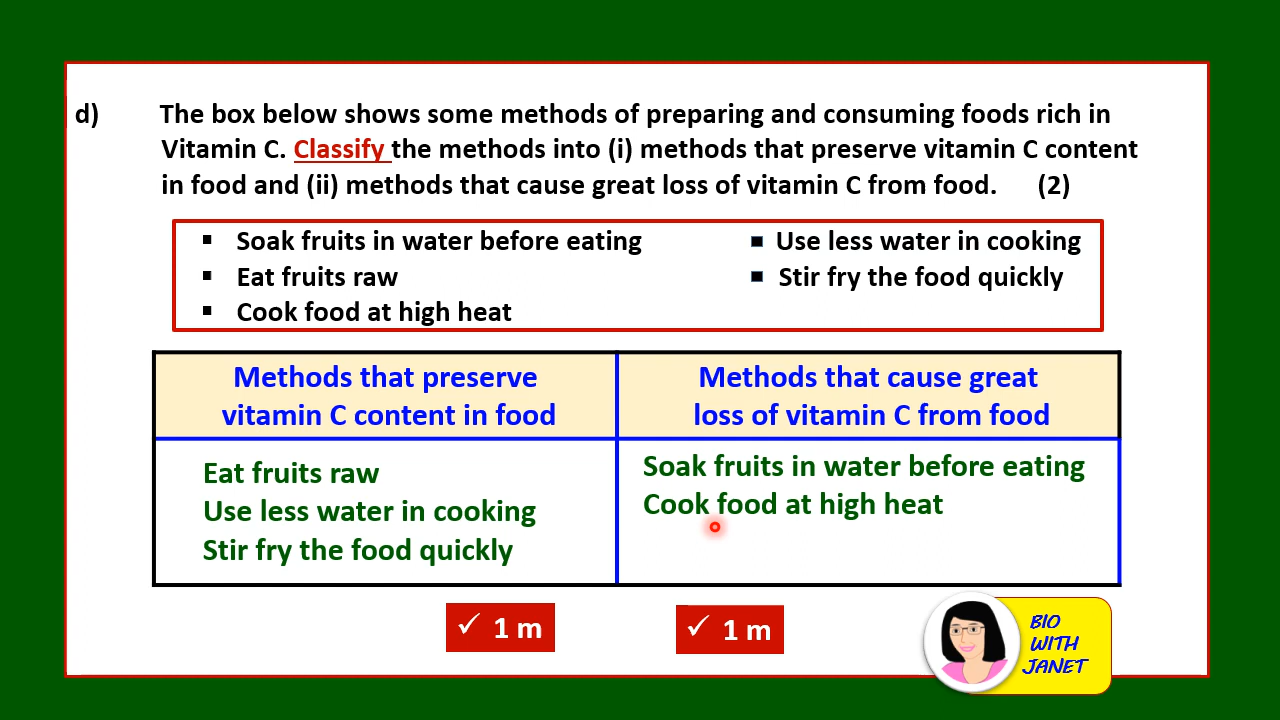 d) The box below shows some methods of preparing and consuming foods rich in
Vitamin C. Classify the methods into (i) methods that preserve vitamin C content
in food and (ii) methods that cause great loss of vitamin C from food. (2)
▪ Soak fruits in water before eating
▪ Eat fruits raw
▪ Cook food at high heat
▪ Use less water in cooking
▪ Stir fry the food quickly
Methods that preserve
vitamin C content in food
Methods that cause great
loss of vitamin C from food
Eat fruits raw
Use less water in cooking
Stir fry the food quickly
Soak fruits in water before eating
Cook food at high heat
✓ 1 m
✓ 1 m
BIO
WITH
JANET